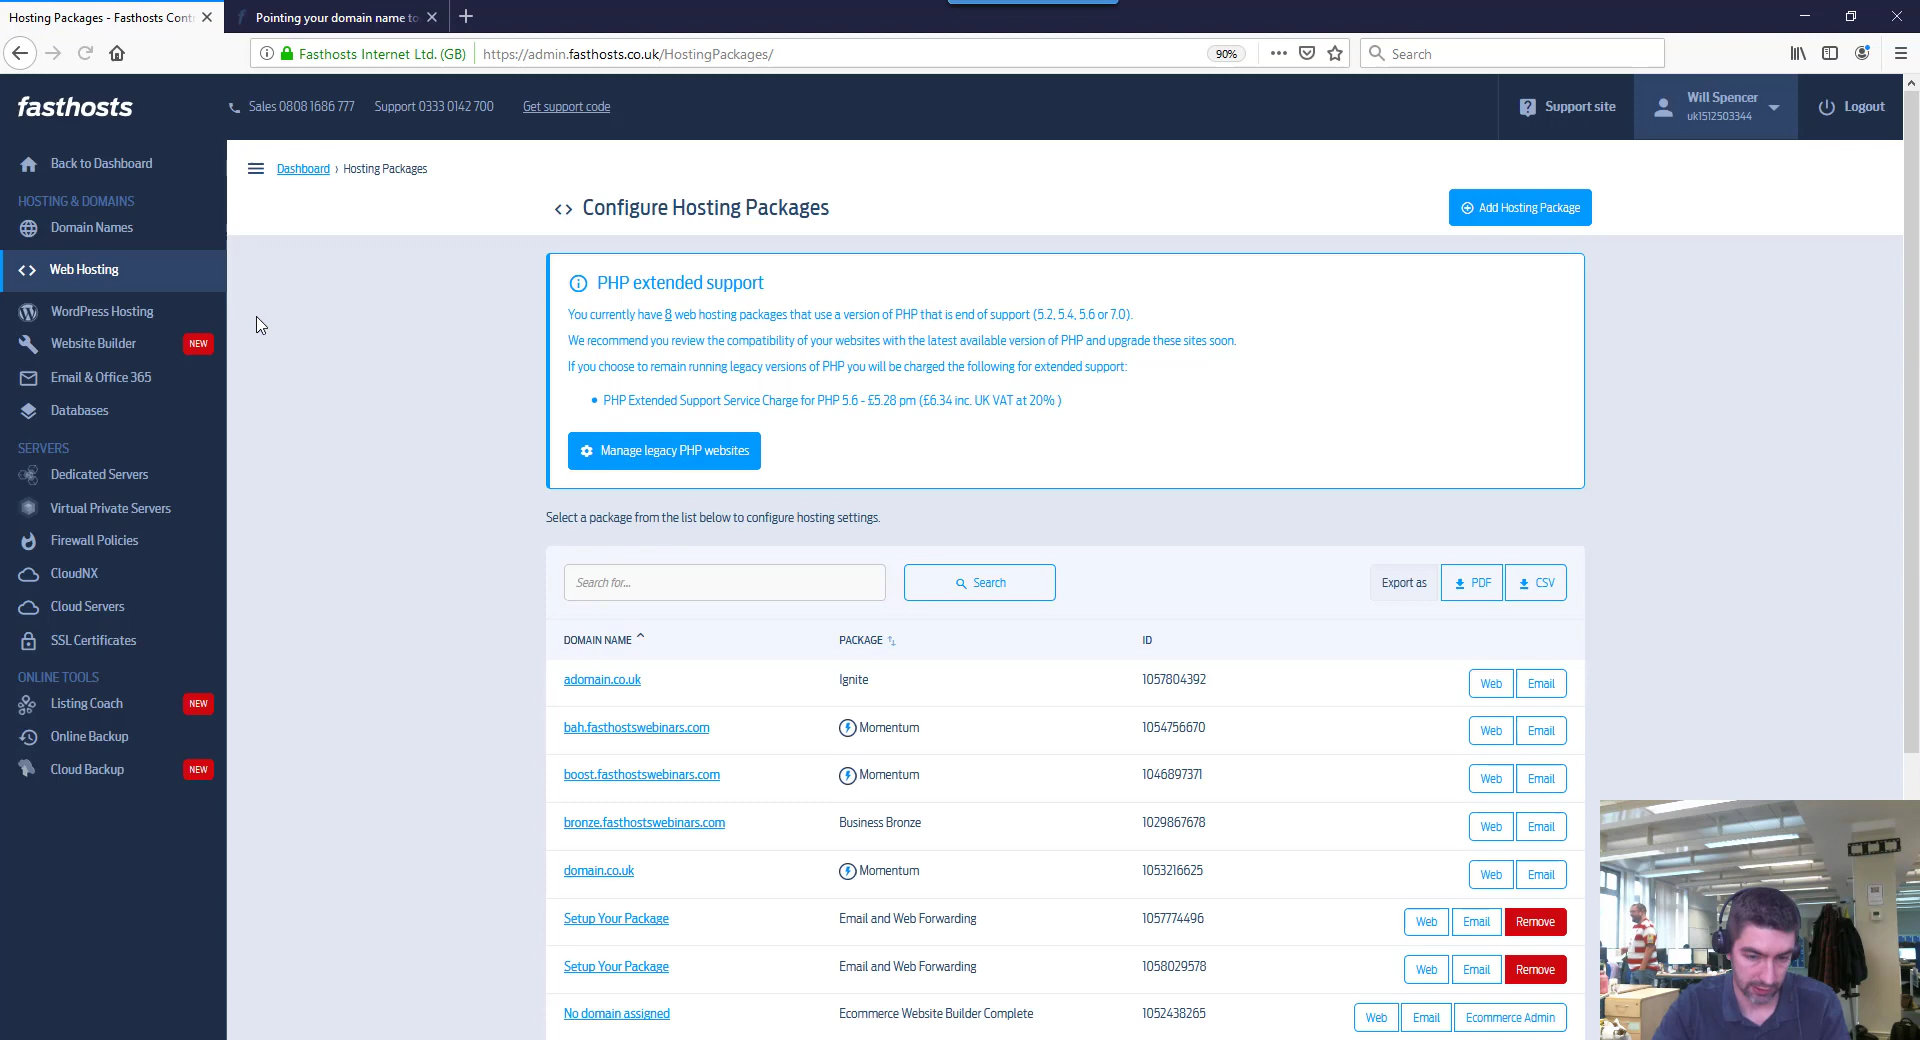 Hosting Packages - Fasthosts Cont
Pointing your domain name to
Fasthosts Internet Ltd. (GB)
https://admin.fasthosts.co.uk/HostingPackages/
90%
Search
fasthosts
Sales 0808 1686 777
Support 0333 0142 700
Get support code
Support site
Will Spencer
uk1512503344
Logout
Back to Dashboard
HOSTING & DOMAINS
Domain Names
Web Hosting
WordPress Hosting
Website Builder NEW
Email & Office 365
Databases
SERVERS
Dedicated Servers
Virtual Private Servers
Firewall Policies
CloudNX
Cloud Servers
SSL Certificates
ONLINE TOOLS
Listing Coach NEW
Online Backup
Cloud Backup NEW
Dashboard › Hosting Packages
Configure Hosting Packages
Add Hosting Package
PHP extended support
You currently have 8 web hosting packages that use a version of PHP that is end of support (5.2, 5.4, 5.6 or 7.0).
We recommend you review the compatibility of your websites with the latest available version of PHP and upgrade these sites soon.
If you choose to remain running legacy versions of PHP you will be charged the following for extended support:
• PHP Extended Support Service Charge for PHP 5.6 - £5.28 pm (£6.34 inc. UK VAT at 20% )
Manage legacy PHP websites
Select a package from the list below to configure hosting settings.
Search for...
Search
Export as PDF CSV
DOMAIN NAME PACKAGE ID
adomain.co.uk Ignite 1057804392 Web Email
bah.fasthostswebinars.com Momentum 1054756670 Web Email
boost.fasthostswebinars.com Momentum 1046897371 Web Email
bronze.fasthostswebinars.com Business Bronze 1029867678 Web Email
domain.co.uk Momentum 1053216625 Web Email
Setup Your Package Email and Web Forwarding 1057774496 Web Email Remove
Setup Your Package Email and Web Forwarding 1058029578 Web Email Remove
No domain assigned Ecommerce Website Builder Complete 1052438265 Web Email Ecommerce Admin